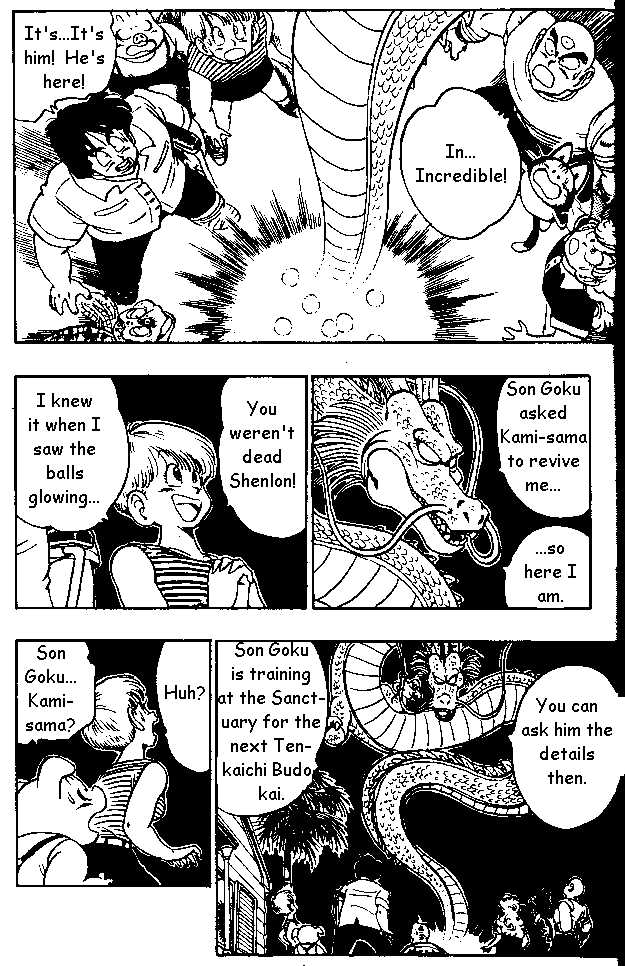 It's...It's
him! He's
here!
In...
Incredible!
I knew
it when I
saw the
balls
glowing...
You
weren't
dead
Shenlon!
Son Goku
asked
Kami-sama
to revive
me...
...so
here I
am.
Son
Goku...
Kami-
sama?
Huh?
Son Goku
is training
at the Sanct-
uary for the
next Ten-
kaichi Budo
kai.
You can
ask him the
details
then.